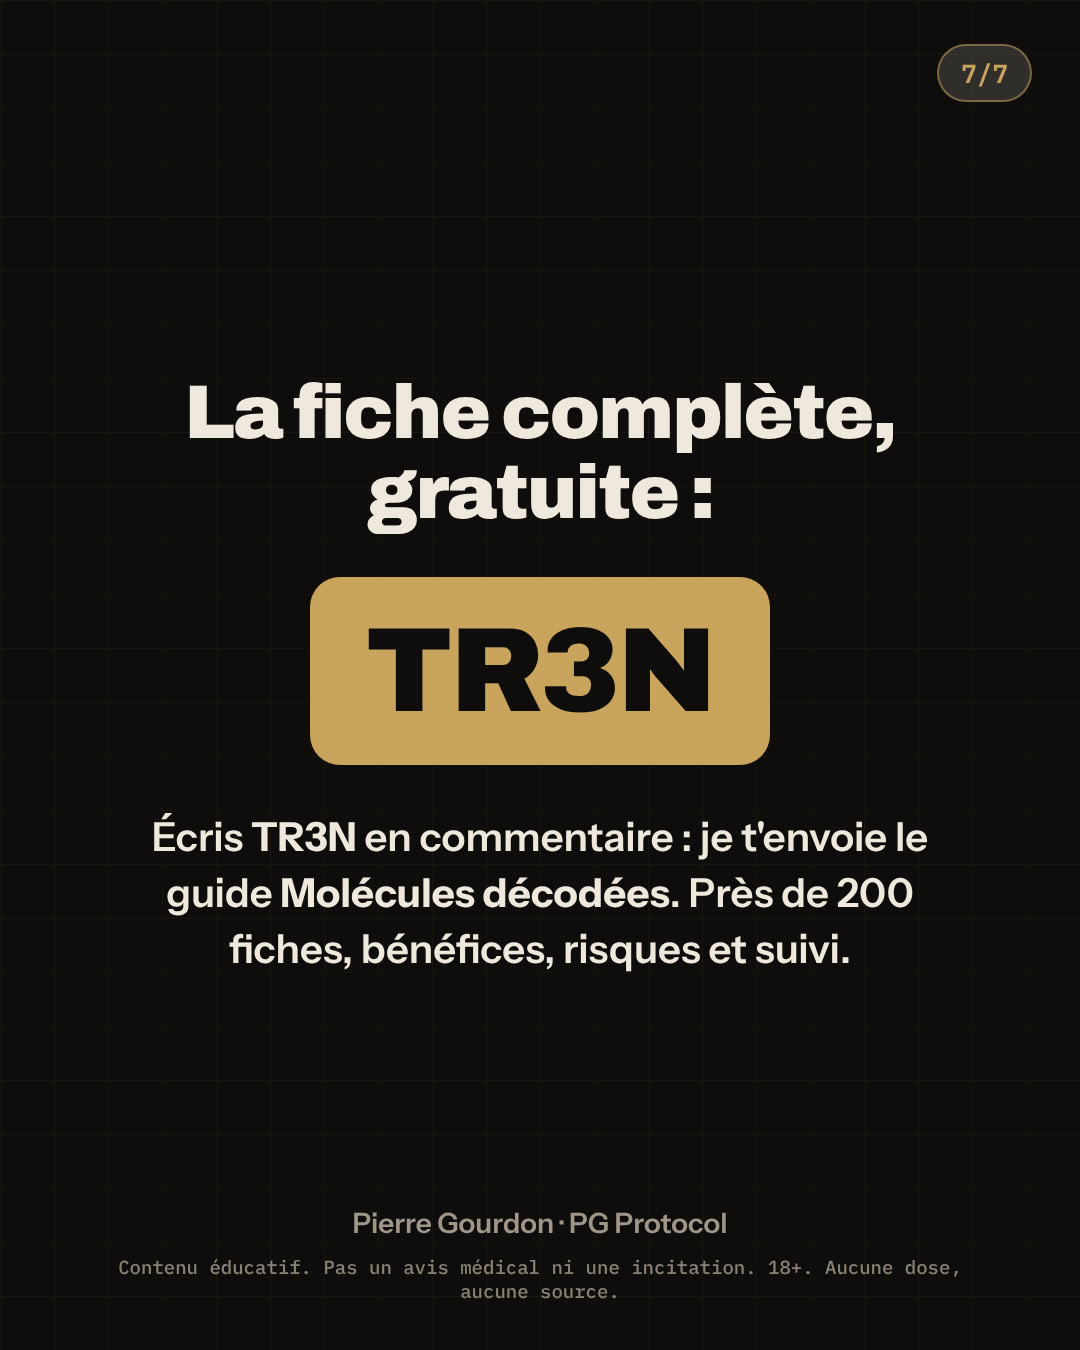 7/7
La fiche complète,
gratuite :
TR3N
Écris TR3N en commentaire : je t'envoie le
guide Molécules décodées. Près de 200
fiches, bénéfices, risques et suivi.
Pierre Gourdon · PG Protocol
Contenu éducatif. Pas un avis médical ni une incitation. 18+. Aucune dose,
aucune source.